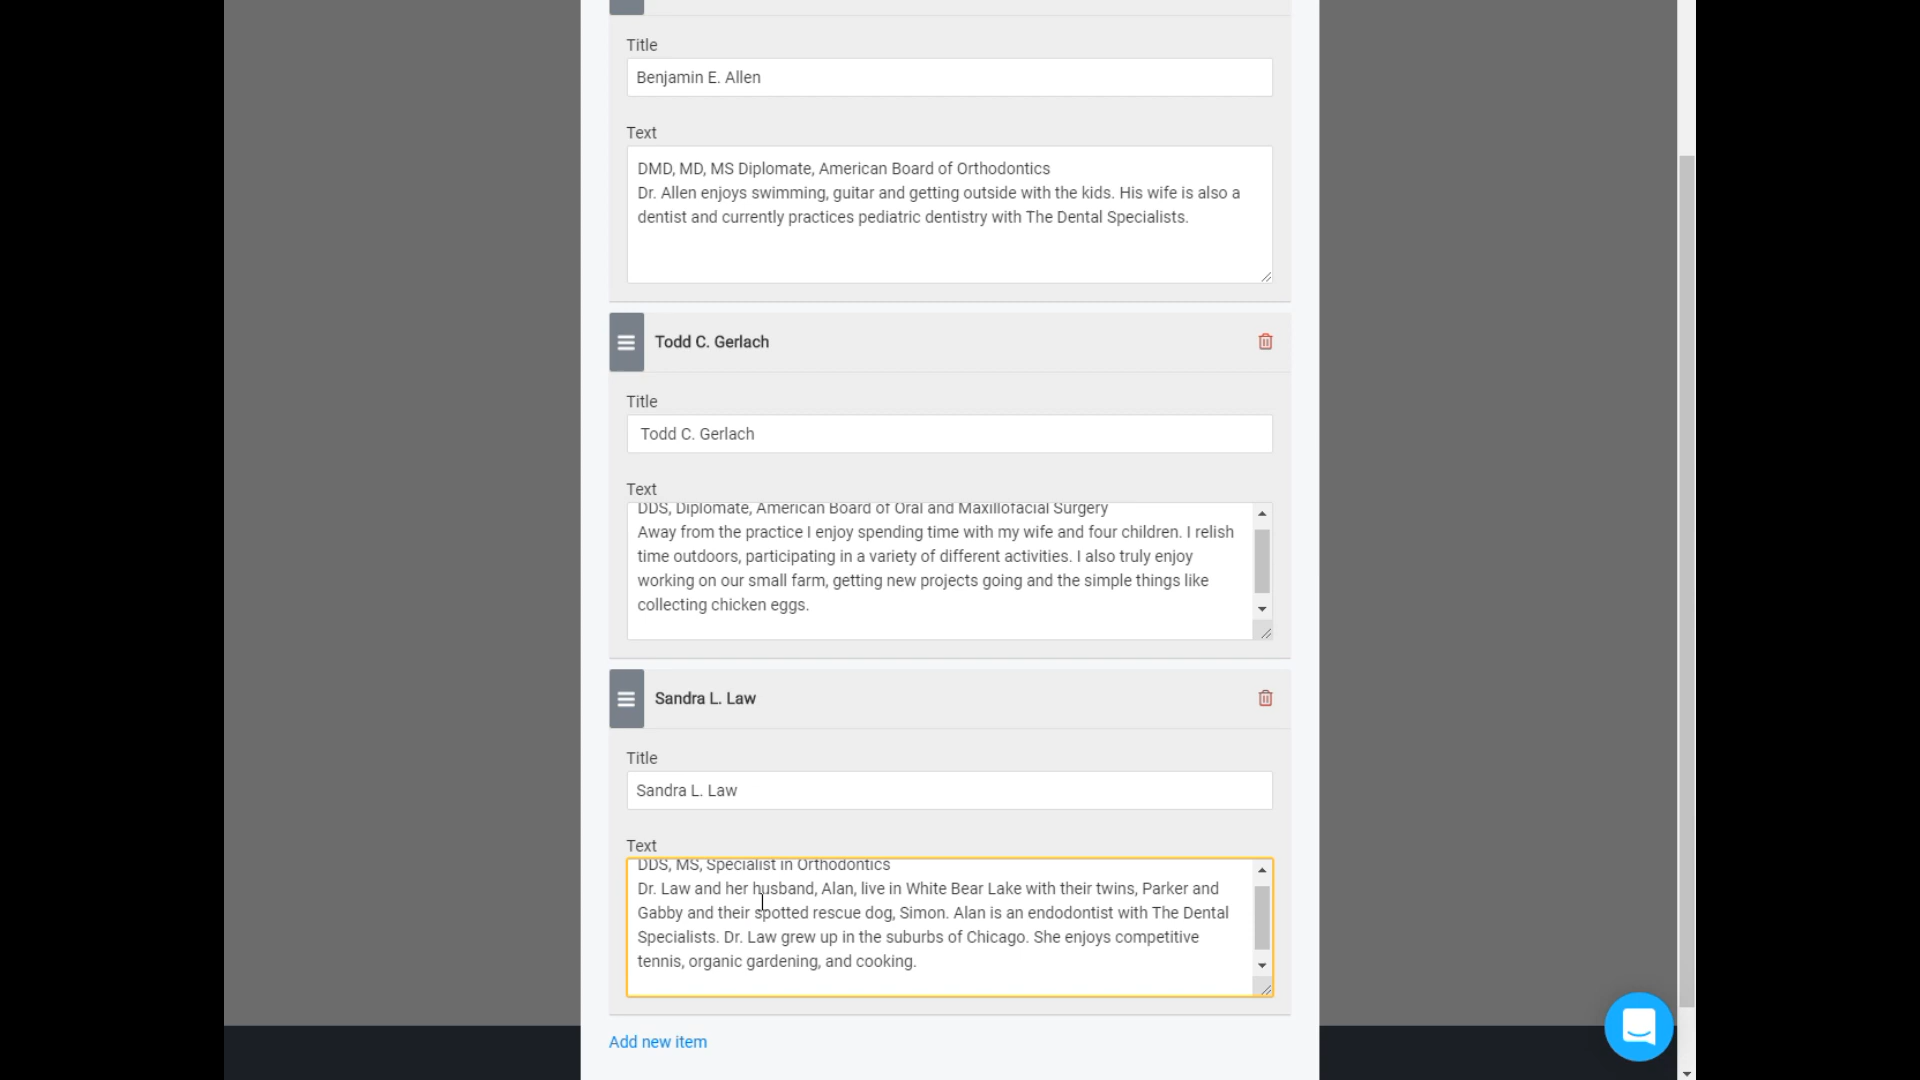 Title
Benjamin E. Allen
Text
DMD, MD, MS Diplomate, American Board of Orthodontics
Dr. Allen enjoys swimming, guitar and getting outside with the kids. His wife is also a
dentist and currently practices pediatric dentistry with The Dental Specialists.
Todd C. Gerlach
Title
Todd C. Gerlach
Text
DDS, Diplomate, American Board of Oral and Maxillofacial Surgery
Away from the practice I enjoy spending time with my wife and four children. I relish
time outdoors, participating in a variety of different activities. I also truly enjoy
working on our small farm, getting new projects going and the simple things like
collecting chicken eggs.
Sandra L. Law
Title
Sandra L. Law
Text
DDS, MS, Specialist in Orthodontics
Dr. Law and her husband, Alan, live in White Bear Lake with their twins, Parker and
Gabby and their spotted rescue dog, Simon. Alan is an endodontist with The Dental
Specialists. Dr. Law grew up in the suburbs of Chicago. She enjoys competitive
tennis, organic gardening, and cooking.
Add new item